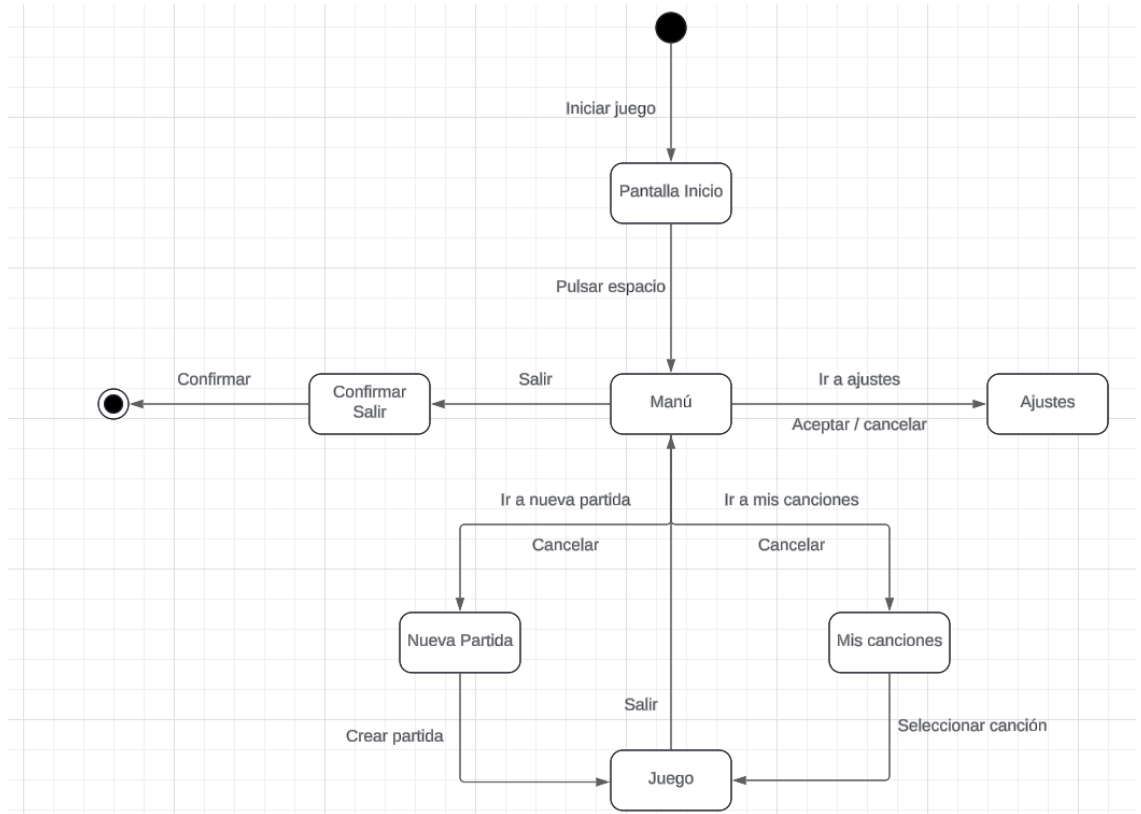 Iniciar juego
Pantalla Inicio
Pulsar espacio
Confirmar
Confirmar
Salir
Salir
Manú
Ir a ajustes
Aceptar / cancelar
Ajustes
Ir a nueva partida
Ir a mis canciones
Cancelar
Cancelar
Nueva Partida
Mis canciones
Salir
Crear partida
Seleccionar canción
Juego